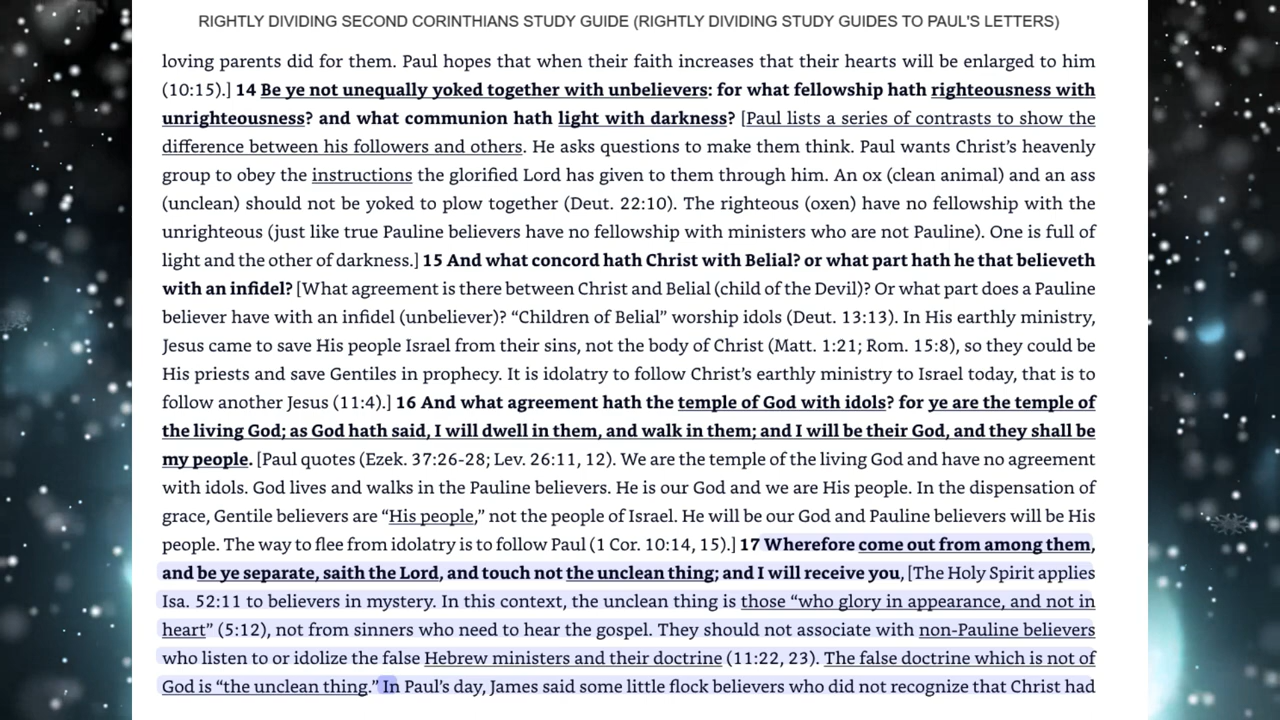 RIGHTLY DIVIDING SECOND CORINTHIANS STUDY GUIDE (RIGHTLY DIVIDING STUDY GUIDES TO PAUL'S LETTERS)
loving parents did for them. Paul hopes that when their faith increases that their hearts will be enlarged to him
(10:15).] 14 Be ye not unequally yoked together with unbelievers: for what fellowship hath righteousness with
unrighteousness? and what communion hath light with darkness? [Paul lists a series of contrasts to show the
difference between his followers and others. He asks questions to make them think. Paul wants Christ’s heavenly
group to obey the instructions the glorified Lord has given to them through him. An ox (clean animal) and an ass
(unclean) should not be yoked to plow together (Deut. 22:10). The righteous (oxen) have no fellowship with the
unrighteous (just like true Pauline believers have no fellowship with ministers who are not Pauline). One is full of
light and the other of darkness.] 15 And what concord hath Christ with Belial? or what part hath he that believeth
with an infidel? [What agreement is there between Christ and Belial (child of the Devil)? Or what part does a Pauline
believer have with an infidel (unbeliever)? “Children of Belial” worship idols (Deut. 13:13). In His earthly ministry,
Jesus came to save His people Israel from their sins, not the body of Christ (Matt. 1:21; Rom. 15:8), so they could be
His priests and save Gentiles in prophecy. It is idolatry to follow Christ’s earthly ministry to Israel today, that is to
follow another Jesus (11:4).] 16 And what agreement hath the temple of God with idols? for ye are the temple of
the living God; as God hath said, I will dwell in them, and walk in them; and I will be their God, and they shall be
my people. [Paul quotes (Ezek. 37:26-28; Lev. 26:11, 12). We are the temple of the living God and have no agreement
with idols. God lives and walks in the Pauline believers. He is our God and we are His people. In the dispensation of
grace, Gentile believers are “His people,” not the people of Israel. He will be our God and Pauline believers will be His
people. The way to flee from idolatry is to follow Paul (1 Cor. 10:14, 15).] 17 Wherefore come out from among them,
and be ye separate, saith the Lord, and touch not the unclean thing; and I will receive you, [The Holy Spirit applies
Isa. 52:11 to believers in mystery. In this context, the unclean thing is those “who glory in appearance, and not in
heart” (5:12), not from sinners who need to hear the gospel. They should not associate with non-Pauline believers
who listen to or idolize the false Hebrew ministers and their doctrine (11:22, 23). The false doctrine which is not of
God is “the unclean thing.” In Paul’s day, James said some little flock believers who did not recognize that Christ had